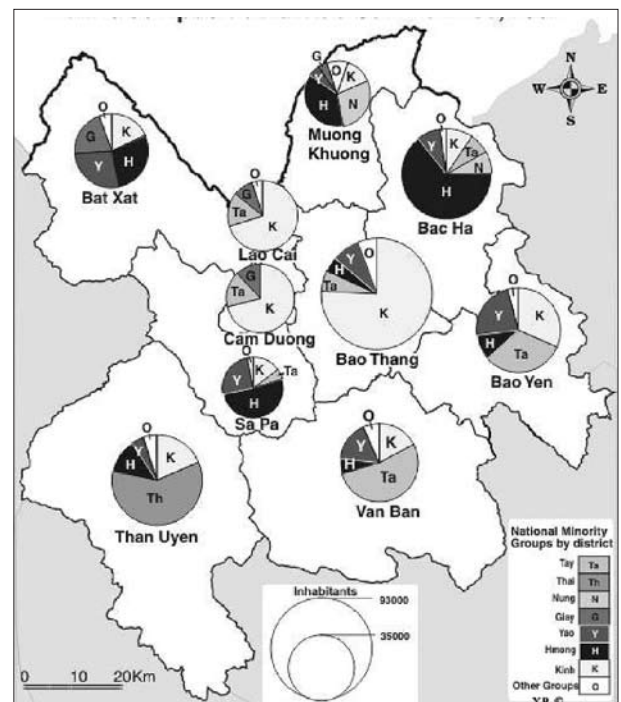 N
W E
S
G
Y O K
H N
Muong
Khuong
O
G K
Y H
Bat Xat
O
Y K Ta
N
H
Bac Ha
O
G
Ta
K
Lao Cai
G
Ta
K
Cam Duong
O
Y
H
Ta
K
Bao Thang
O
Y K
H
Ta
Bao Yen
O
K Ta
Y
H
Sa Pa
O
Y K
H
Th
Than Uyen
O
Y K
H
Ta
Van Ban
National Minority
Groups by district
Tay Ta
Thai Th
Nung N
Giay G
Yao Y
Hmong H
Kinh K
Other Groups O
Inhabitants
93000
35000
0 10 20Km